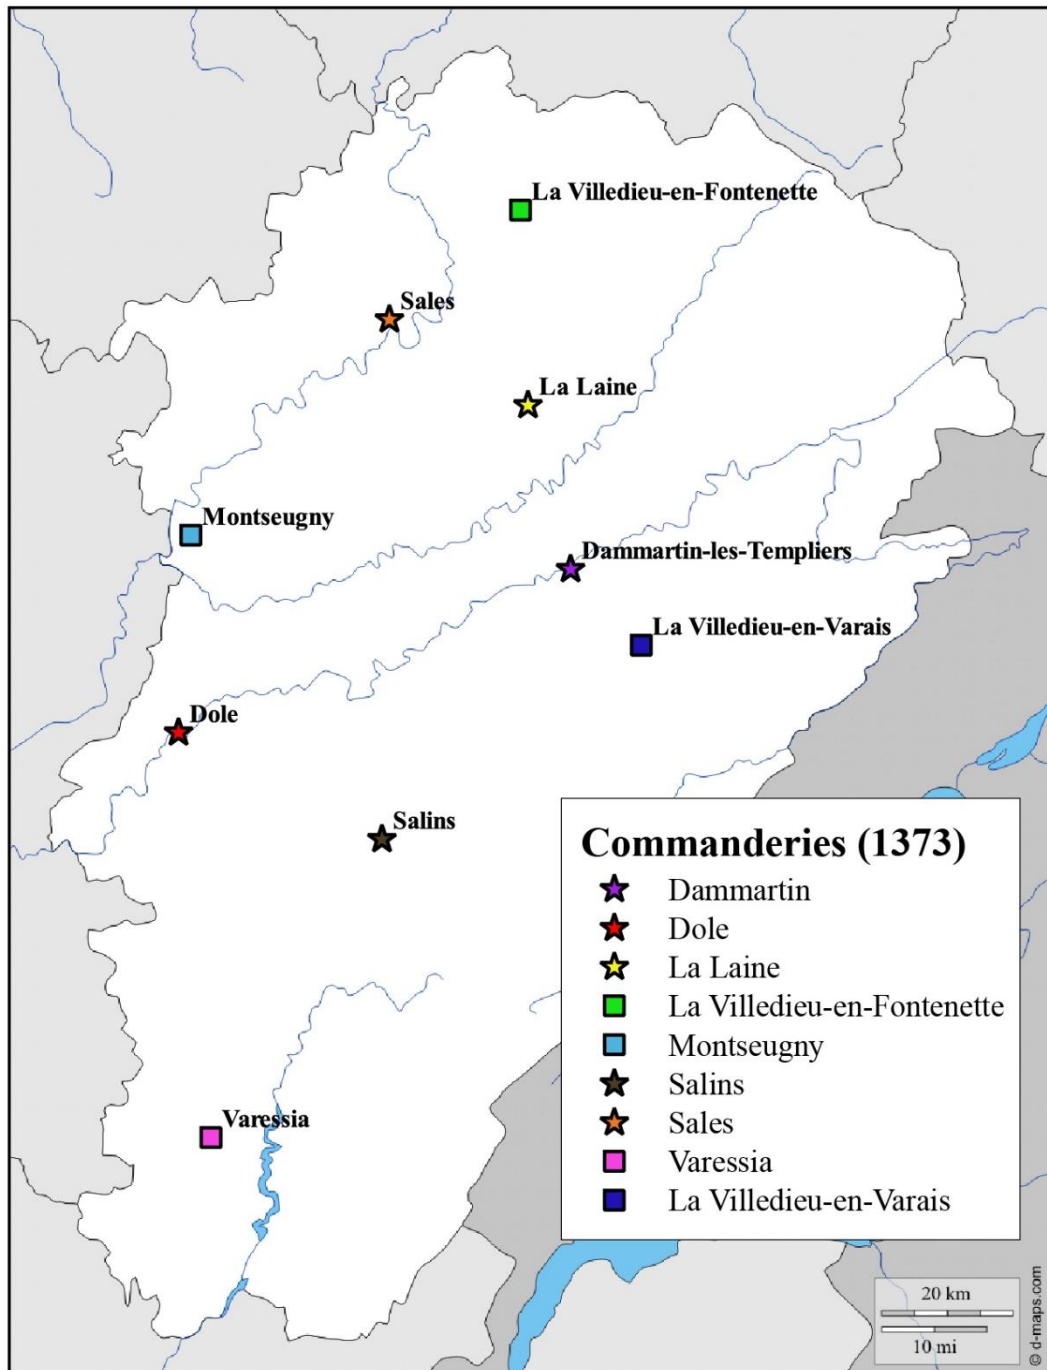 La Villedieu-en-Fontenette
Sales
La Laine
Montseugny
Dammartin-les-Templiers
La Villedieu-en-Varais
Dole
Salins
Varessia
Commanderies (1373)
Dammartin
Dole
La Laine
La Villedieu-en-Fontenette
Montseugny
Salins
Sales
Varessia
La Villedieu-en-Varais
20 km
10 mi
© d-maps.com